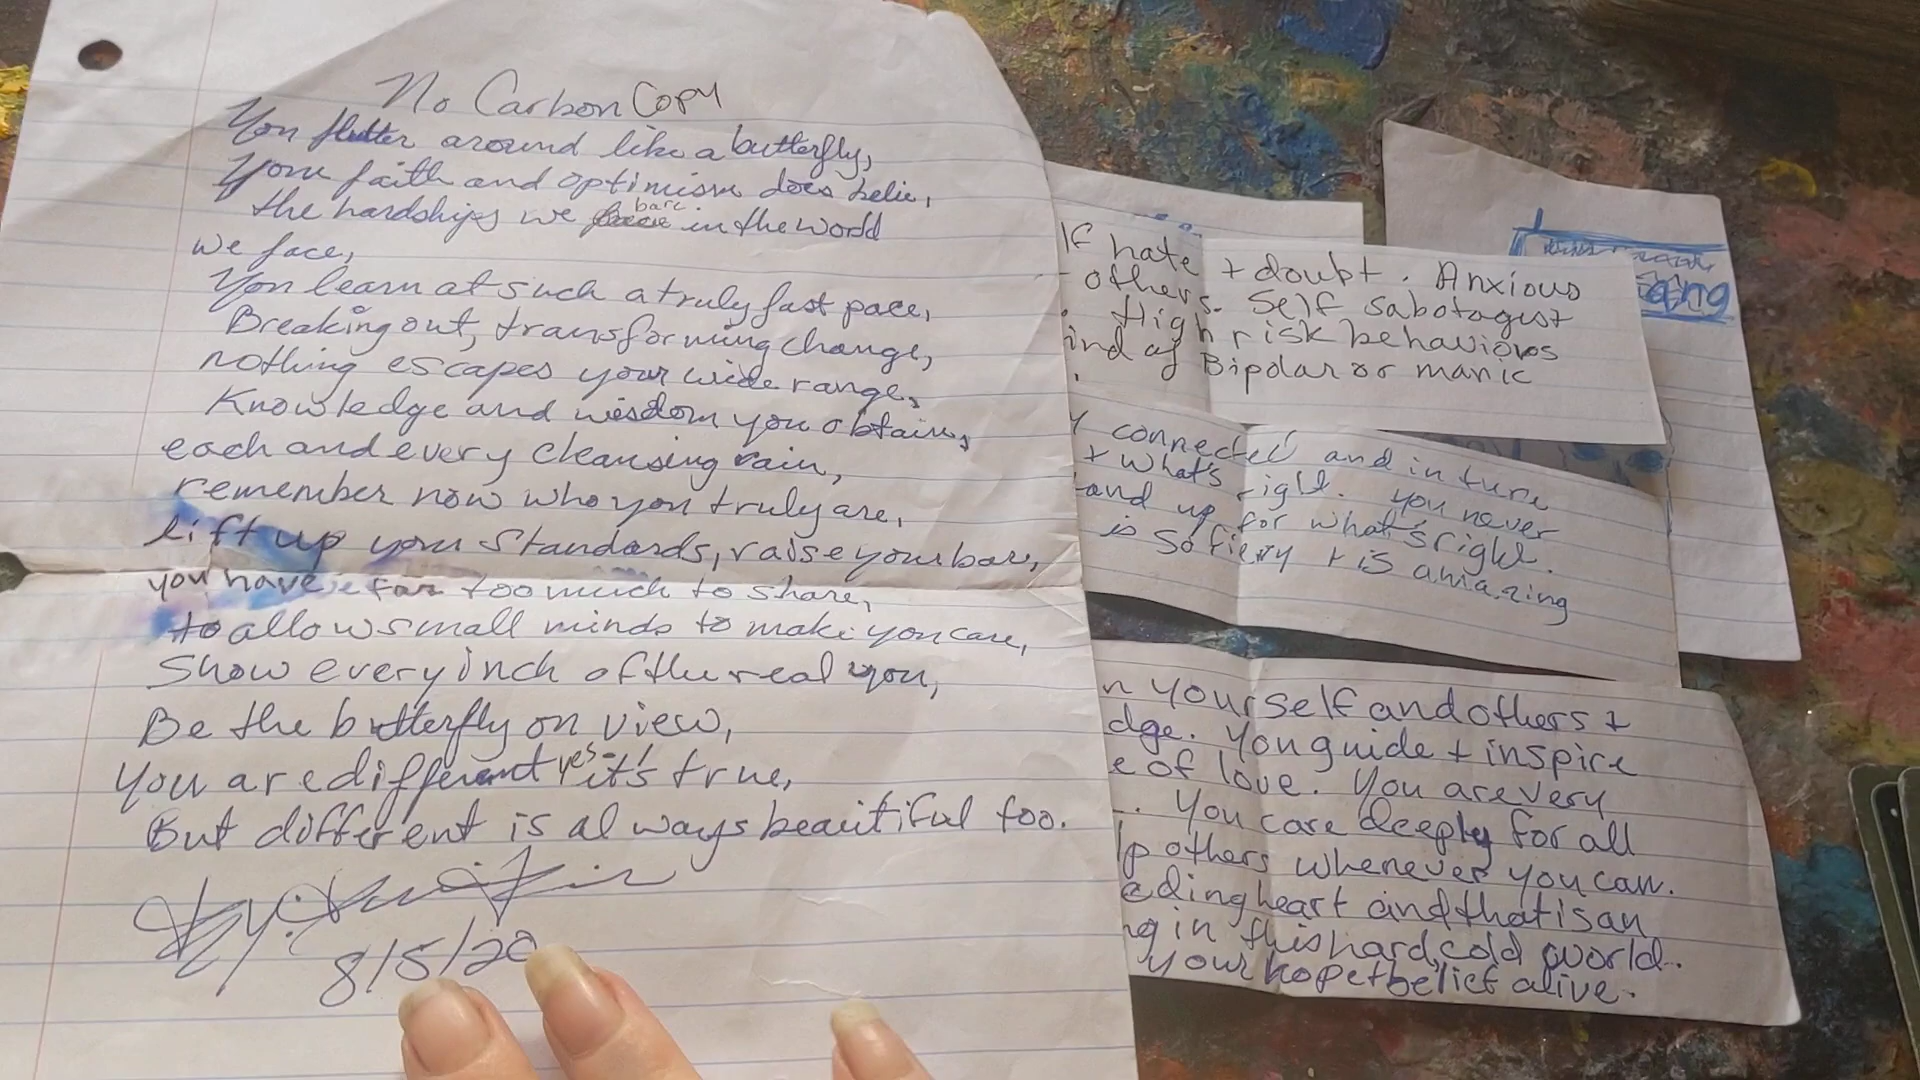 No Carbon Copy
You flutter around like a butterfly,
Your faith and optimism does belie,
the hardships we bare in the world
we face,
You learn at such a truly fast pace,
Breaking out, transforming change,
nothing escapes your wide range,
Knowledge and wisdom you obtain,
each and every cleansing rain,
remember now who you truly are,
lift up your standards, raise your bar,
you have far too much to share,
to allow small minds to make you care,
Show every inch of the real you,
Be the butterfly on view,
you are different yes it's true,
But different is always beautiful too.
8/5/20
lf hate + doubt. Anxious
others. Self sabotagist
High risk behaviors
ind of Bipolar or manic
y connected and in tune
+ what's right. you never
and up for what's right.
is so fiery + is amazing
n yourself and others +
dge. You guide + inspire
e of love. You are very
You care deeply for all
lp others whenever you can.
eding heart and that is an
ng in this hard, cold world.
your hope + belief alive.